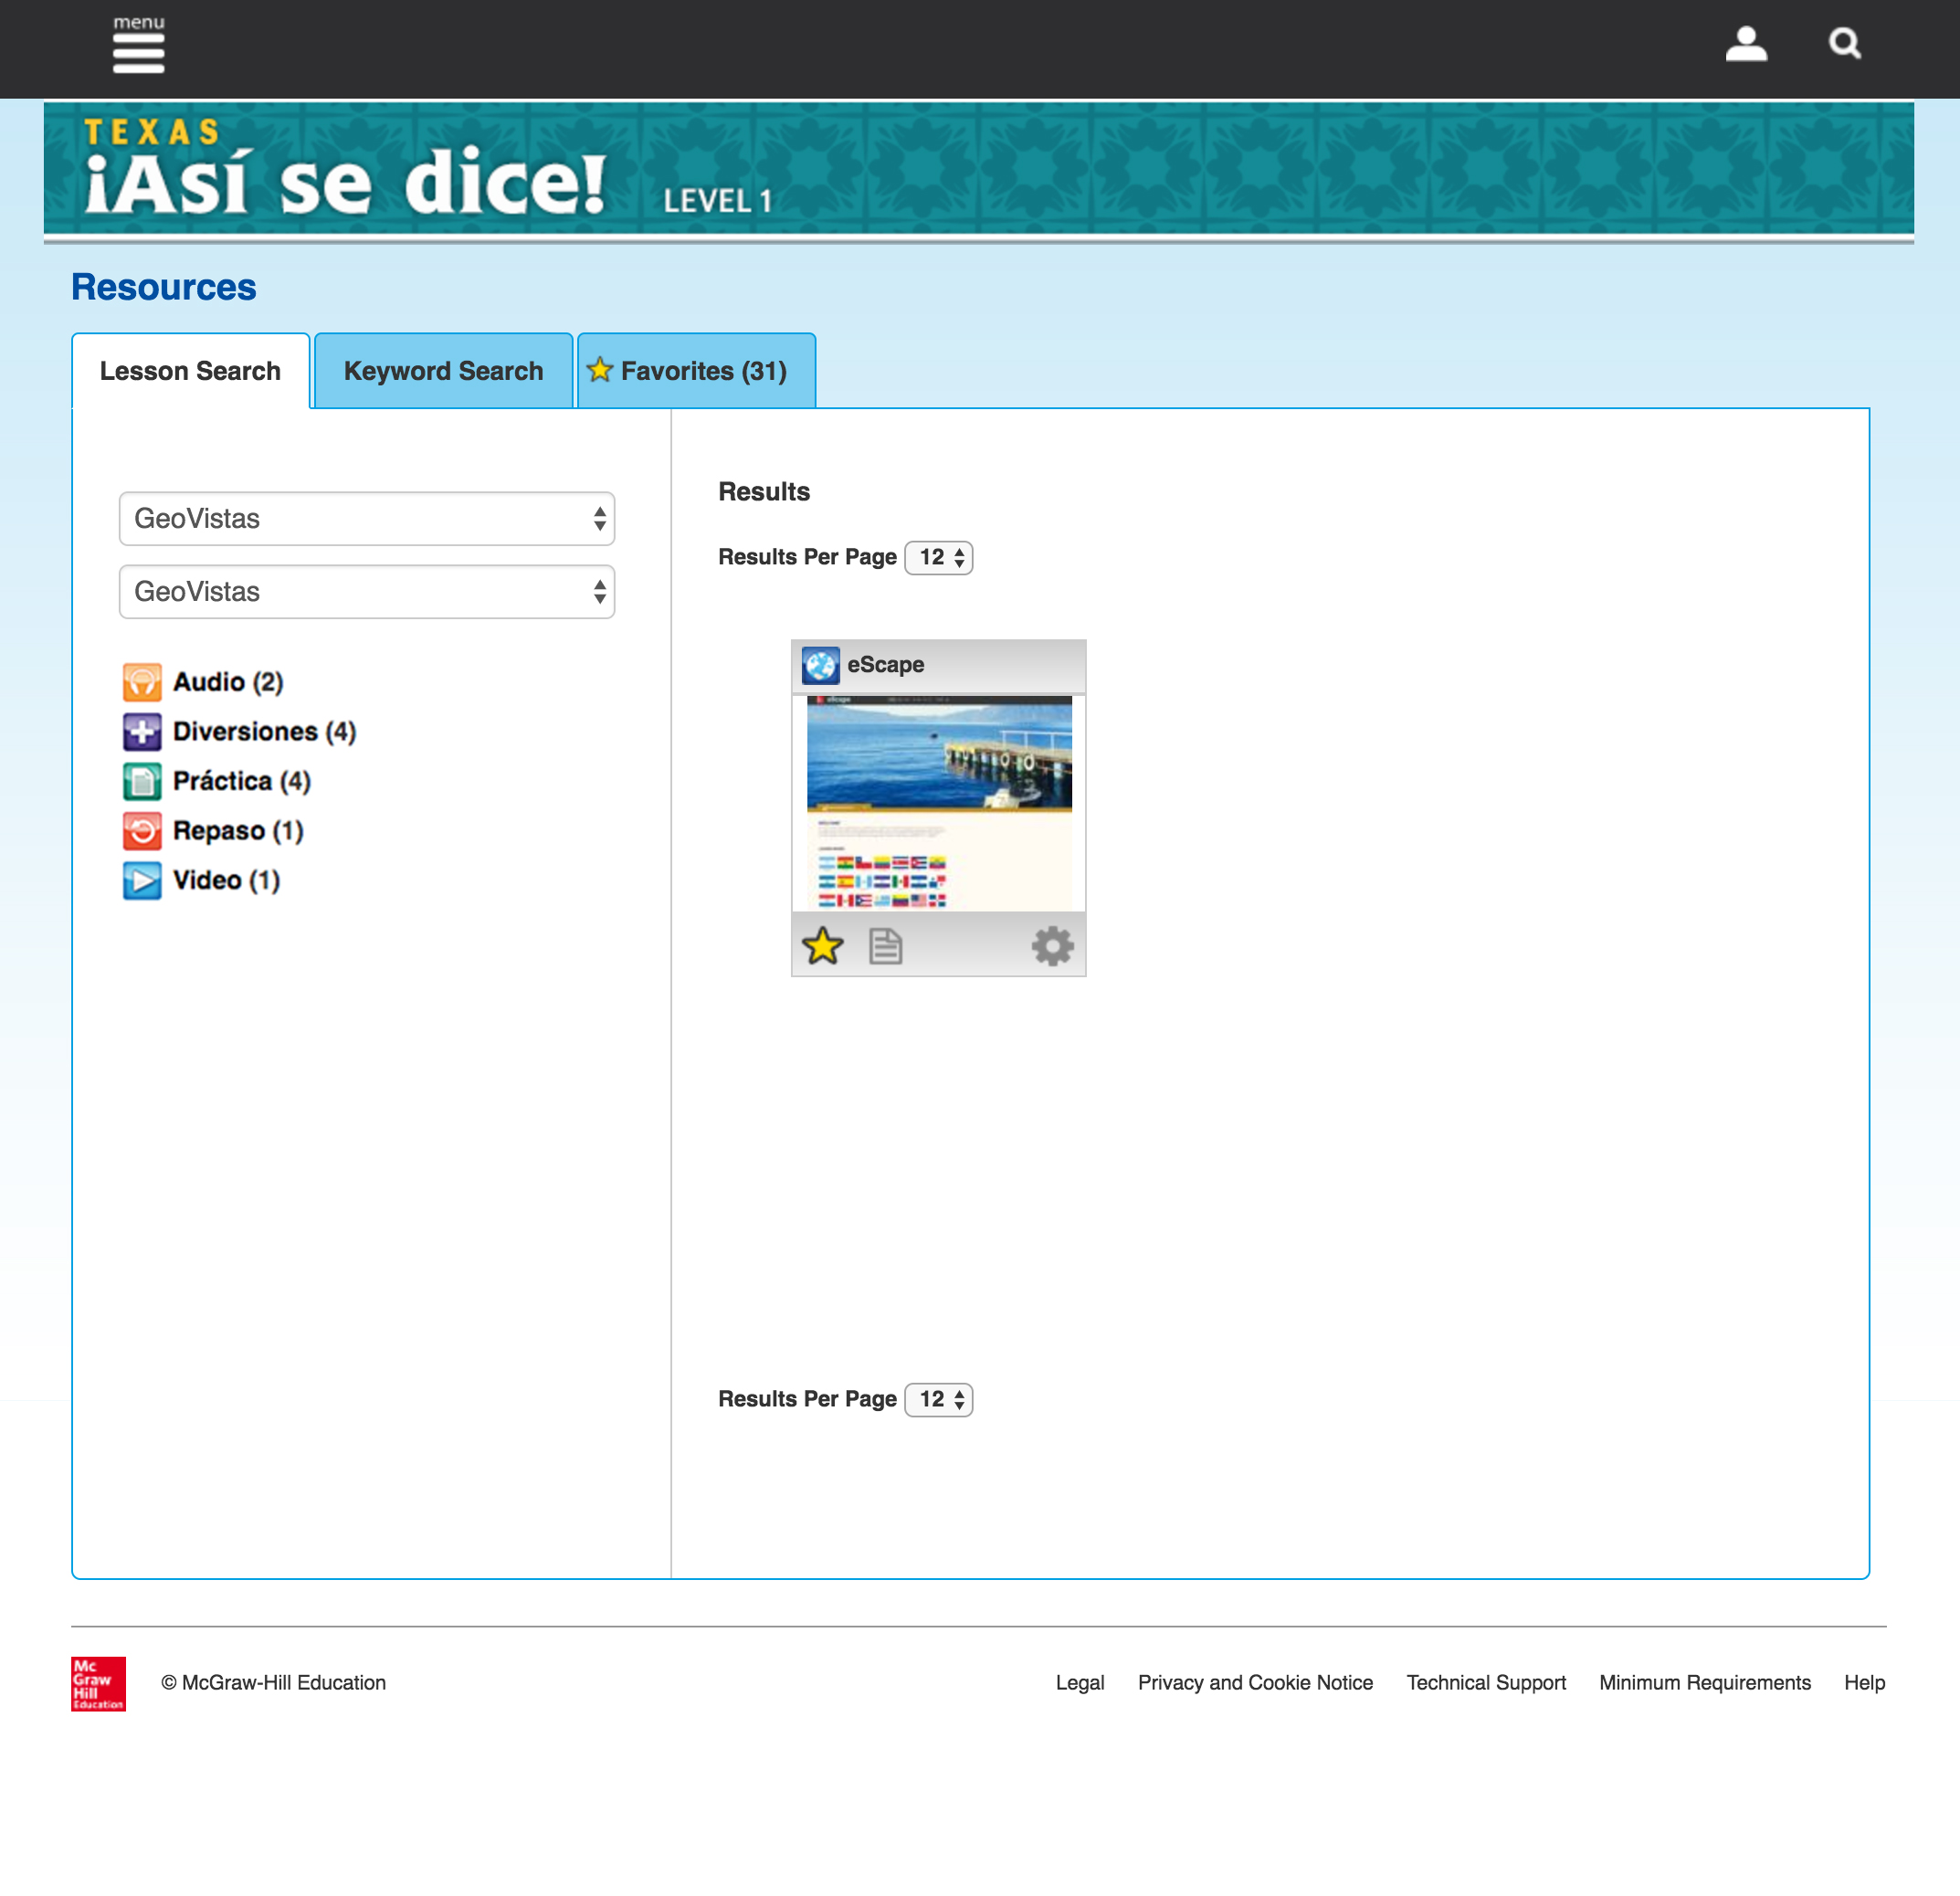 menu
TEXAS
¡Así se dice! LEVEL 1
Resources
Lesson Search
Keyword Search
Favorites (31)
GeoVistas
GeoVistas
Audio (2)
Diversiones (4)
Práctica (4)
Repaso (1)
Video (1)
Results
Results Per Page 12
eScape
Results Per Page 12
Mc
Graw
Hill
Education
© McGraw-Hill Education
Legal
Privacy and Cookie Notice
Technical Support
Minimum Requirements
Help